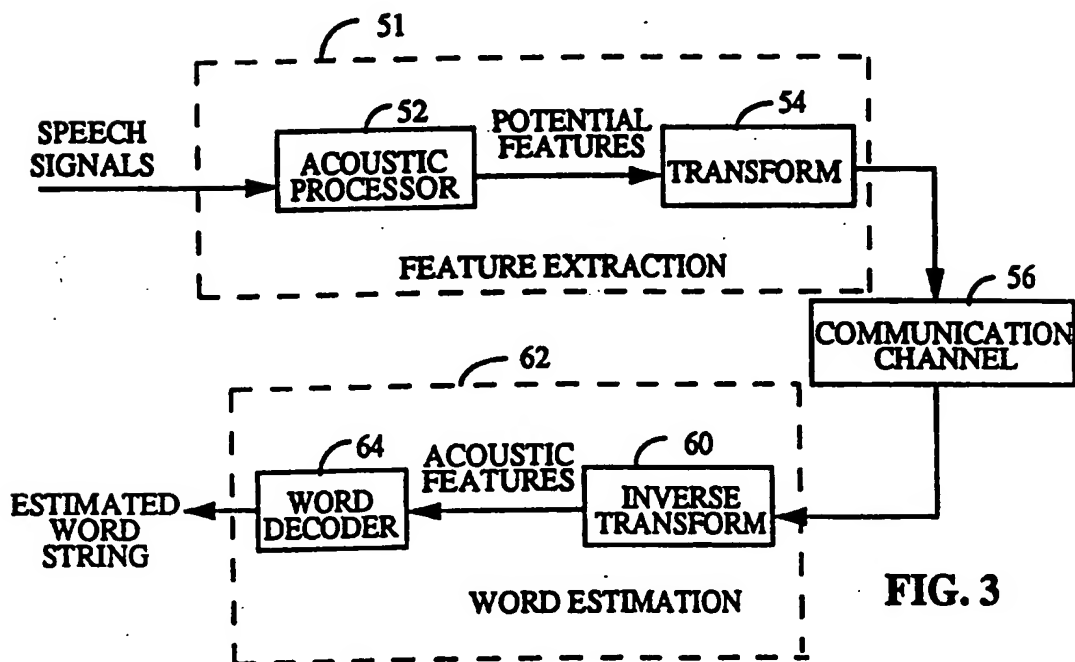 51
SPEECH
SIGNALS
52
ACOUSTIC
PROCESSOR
POTENTIAL
FEATURES
54
TRANSFORM
FEATURE EXTRACTION
56
COMMUNICATION
CHANNEL
62
64
WORD
DECODER
ACOUSTIC
FEATURES
60
INVERSE
TRANSFORM
ESTIMATED
WORD
STRING
WORD ESTIMATION
FIG. 3